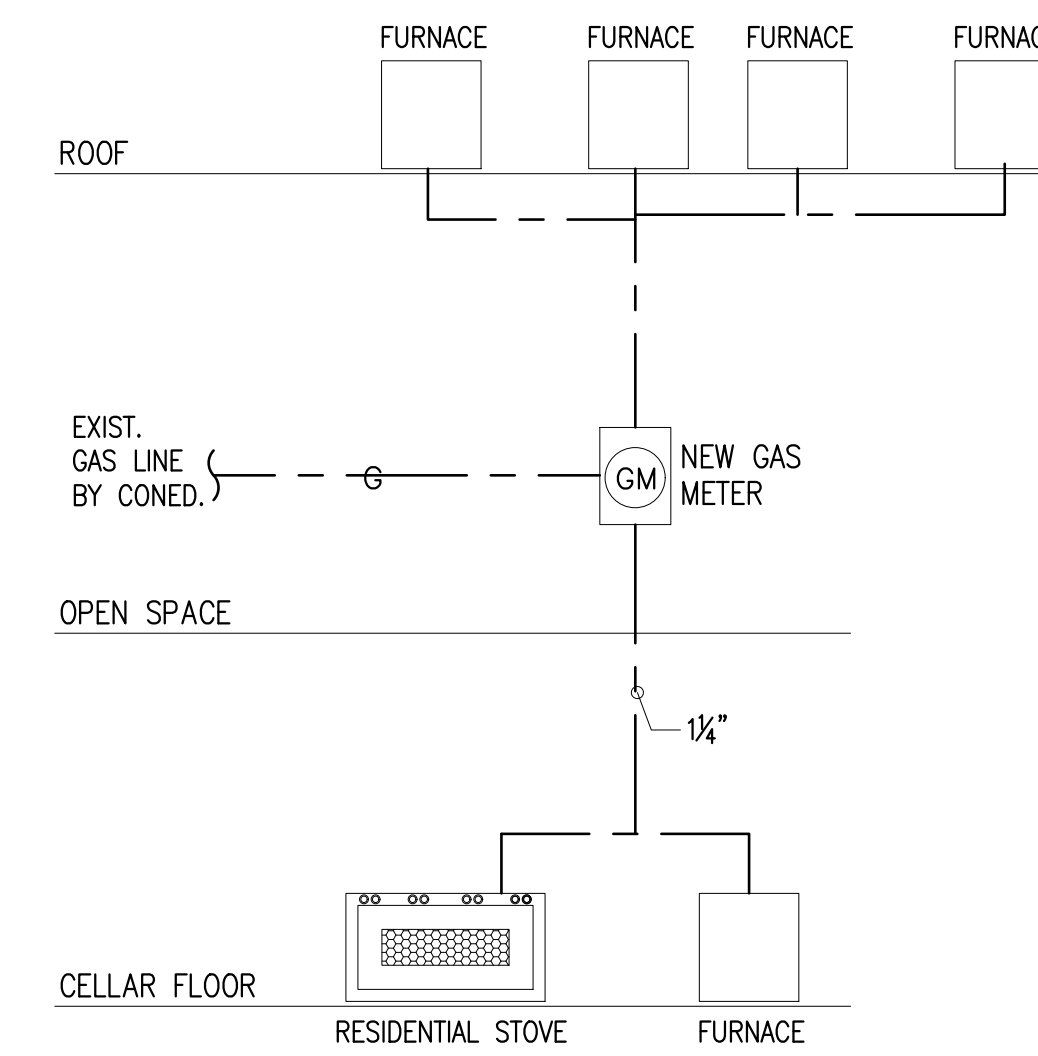 FURNACE FURNACE FURNACE FURNAC
ROOF
EXIST.
GAS LINE
BY CONED.
G
GM
NEW GAS
METER
OPEN SPACE
1¼"
CELLAR FLOOR
RESIDENTIAL STOVE FURNACE